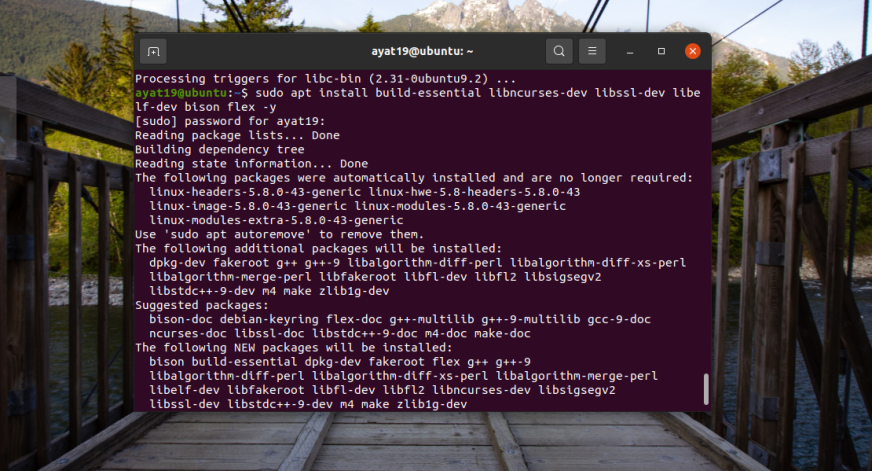 ayat19@ubuntu: ~
Processing triggers for libc-bin (2.31-0ubuntu9.2) ...
ayat19@ubuntu:~$ sudo apt install build-essential libncurses-dev libssl-dev libe
lf-dev bison flex -y
[sudo] password for ayat19:
Reading package lists... Done
Building dependency tree
Reading state information... Done
The following packages were automatically installed and are no longer required:
  linux-headers-5.8.0-43-generic linux-hwe-5.8-headers-5.8.0-43
  linux-image-5.8.0-43-generic linux-modules-5.8.0-43-generic
  linux-modules-extra-5.8.0-43-generic
Use 'sudo apt autoremove' to remove them.
The following additional packages will be installed:
  dpkg-dev fakeroot g++ g++-9 libalgorithm-diff-perl libalgorithm-diff-xs-perl
  libalgorithm-merge-perl libfakeroot libfl-dev libfl2 libsigsegv2
  libstdc++-9-dev m4 make zlib1g-dev
Suggested packages:
  bison-doc debian-keyring flex-doc g++-multilib g++-9-multilib gcc-9-doc
  ncurses-doc libssl-doc libstdc++-9-doc m4-doc make-doc
The following NEW packages will be installed:
  bison build-essential dpkg-dev fakeroot flex g++ g++-9
  libalgorithm-diff-perl libalgorithm-diff-xs-perl libalgorithm-merge-perl
  libelf-dev libfakeroot libfl-dev libfl2 libncurses-dev libsigsegv2
  libssl-dev libstdc++-9-dev m4 make zlib1g-dev